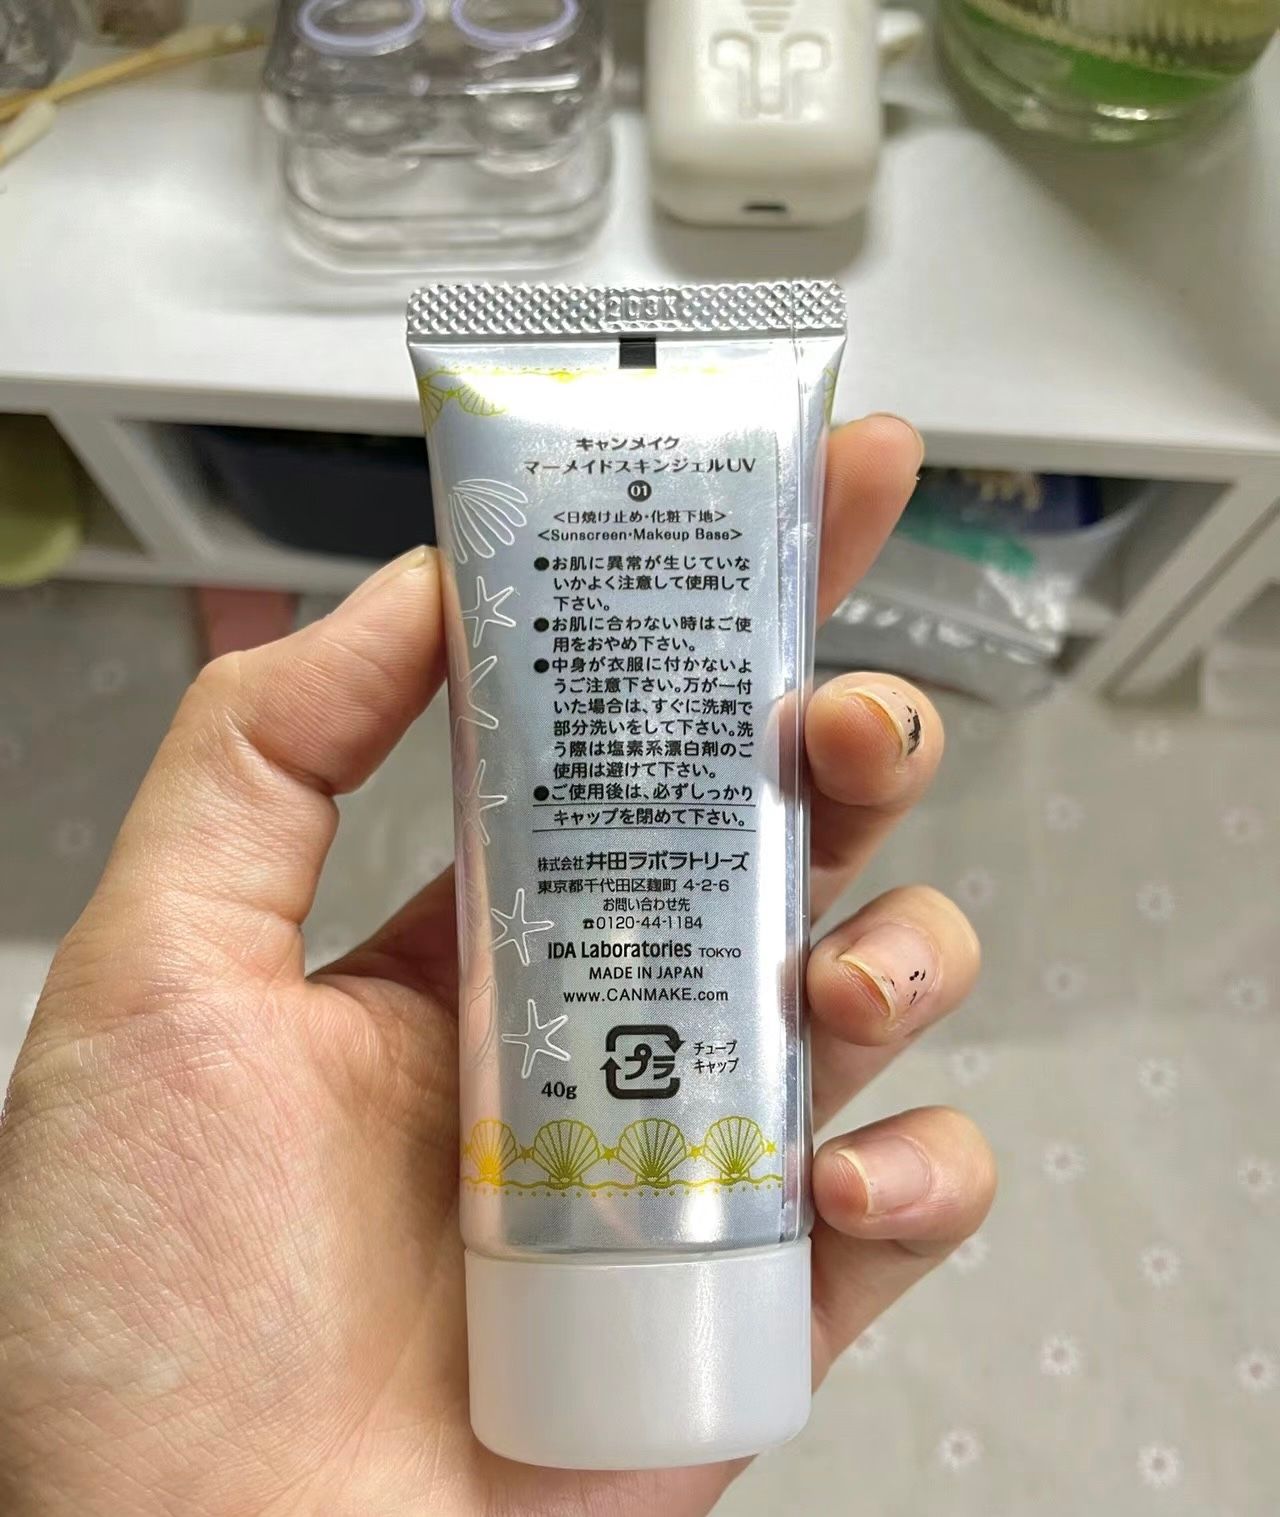 キャンメイク
マーメイドスキンジェルUV
01
<日焼け止め・化粧下地>
<Sunscreen・Makeup Base>
●お肌に異常が生じていな
いかよく注意して使用して
下さい。
●お肌に合わない時はご使
用をおやめ下さい。
●中身が衣服に付かないよ
うご注意下さい。万が一付
いた場合は、すぐに洗剤で
部分洗いをして下さい。洗
う際は塩素系漂白剤のご
使用は避けて下さい。
●ご使用後は、必ずしっかり
キャップを閉めて下さい。
株式会社井田ラボラトリーズ
東京都千代田区麹町 4-2-6
お問い合わせ先
☎0120-44-1184
IDA Laboratories TOKYO
MADE IN JAPAN
www.CANMAKE.com
プラ
チューブ
キャップ
40g